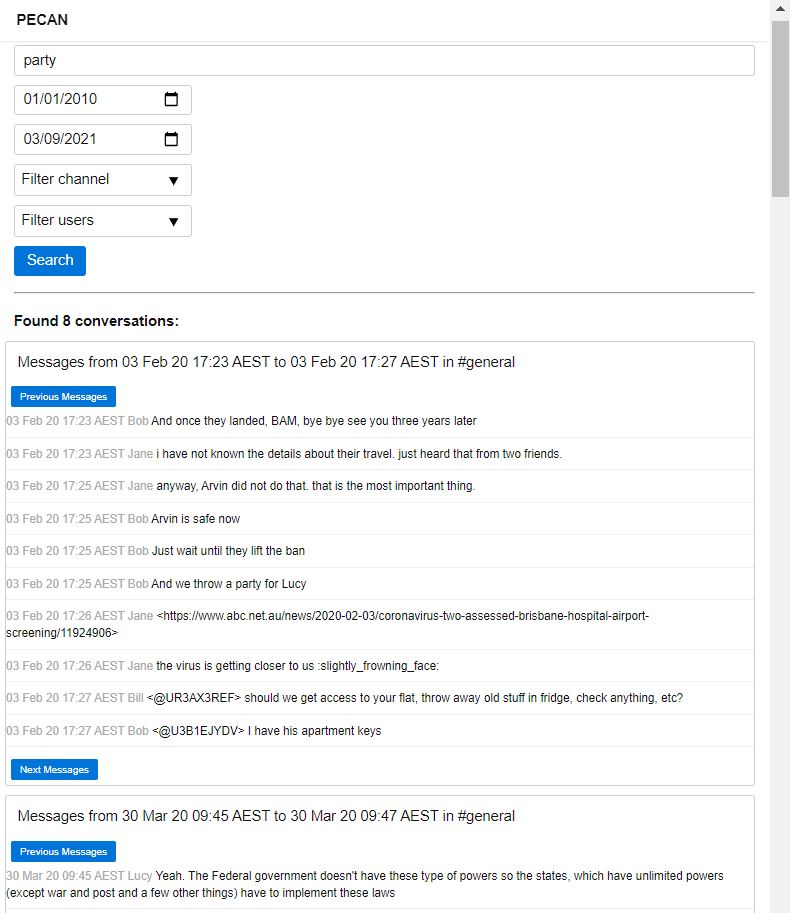 PECAN
party
01/01/2010
03/09/2021
Filter channel
Filter users
Search
Found 8 conversations:
Messages from 03 Feb 20 17:23 AEST to 03 Feb 20 17:27 AEST in #general
Previous Messages
03 Feb 20 17:23 AEST Bob And once they landed, BAM, bye bye see you three years later
03 Feb 20 17:23 AEST Jane i have not known the details about their travel. just heard that from two friends.
03 Feb 20 17:25 AEST Jane anyway, Arvin did not do that. that is the most important thing.
03 Feb 20 17:25 AEST Bob Arvin is safe now
03 Feb 20 17:25 AEST Bob Just wait until they lift the ban
03 Feb 20 17:25 AEST Bob And we throw a party for Lucy
03 Feb 20 17:26 AEST Jane <https://www.abc.net.au/news/2020-02-03/coronavirus-two-assessed-brisbane-hospital-airport-
screening/11924906>
03 Feb 20 17:26 AEST Jane the virus is getting closer to us :slightly_frowning_face:
03 Feb 20 17:27 AEST Bill <@UR3AX3REF> should we get access to your flat, throw away old stuff in fridge, check anything, etc?
03 Feb 20 17:27 AEST Bob <@U3B1EJYDV> I have his apartment keys
Next Messages
Messages from 30 Mar 20 09:45 AEST to 30 Mar 20 09:47 AEST in #general
Previous Messages
30 Mar 20 09:45 AEST Lucy Yeah. The Federal government doesn't have these type of powers so the states, which have unlimited powers
(except war and post and a few other things) have to implement these laws